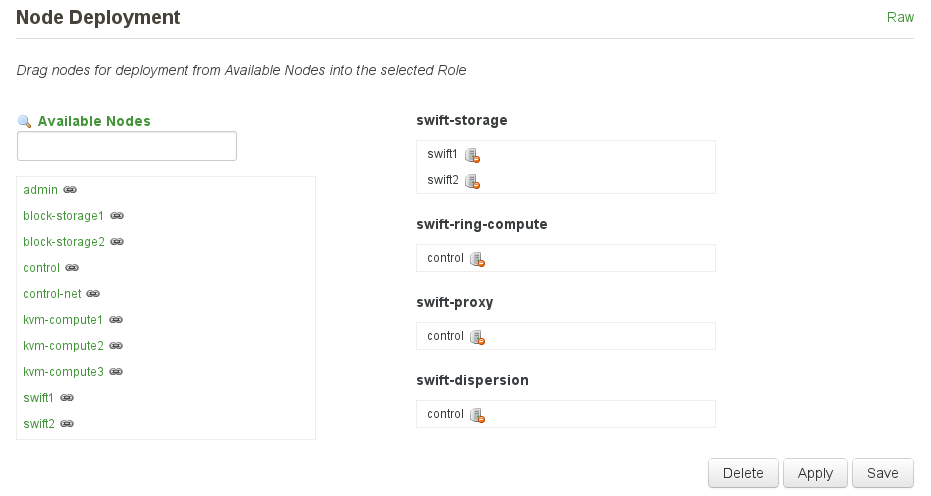 Node Deployment
Raw
Drag nodes for deployment from Available Nodes into the selected Role
Available Nodes
admin
block-storage1
block-storage2
control
control-net
kvm-compute1
kvm-compute2
kvm-compute3
swift1
swift2
swift-storage
swift1
swift2
swift-ring-compute
control
swift-proxy
control
swift-dispersion
control
Delete
Apply
Save